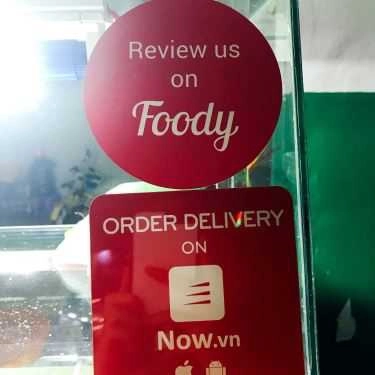 Review us
on
Foody
ORDER DELIVERY
ON
Now.vn